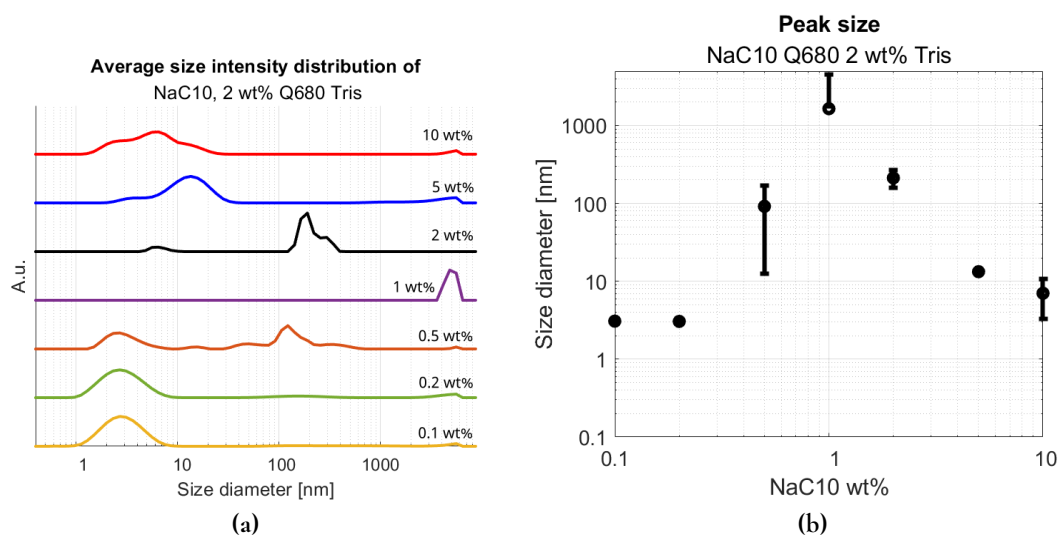 Average size intensity distribution of
NaC10, 2 wt% Q680 Tris
10 wt%
5 wt%
2 wt%
1 wt%
0.5 wt%
0.2 wt%
0.1 wt%
A.u.
1 10 100 1000
Size diameter [nm]
(a)
Peak size
NaC10 Q680 2 wt% Tris
1000
100
10
1
0.1
Size diameter [nm]
0.1 1 10
NaC10 wt%
(b)